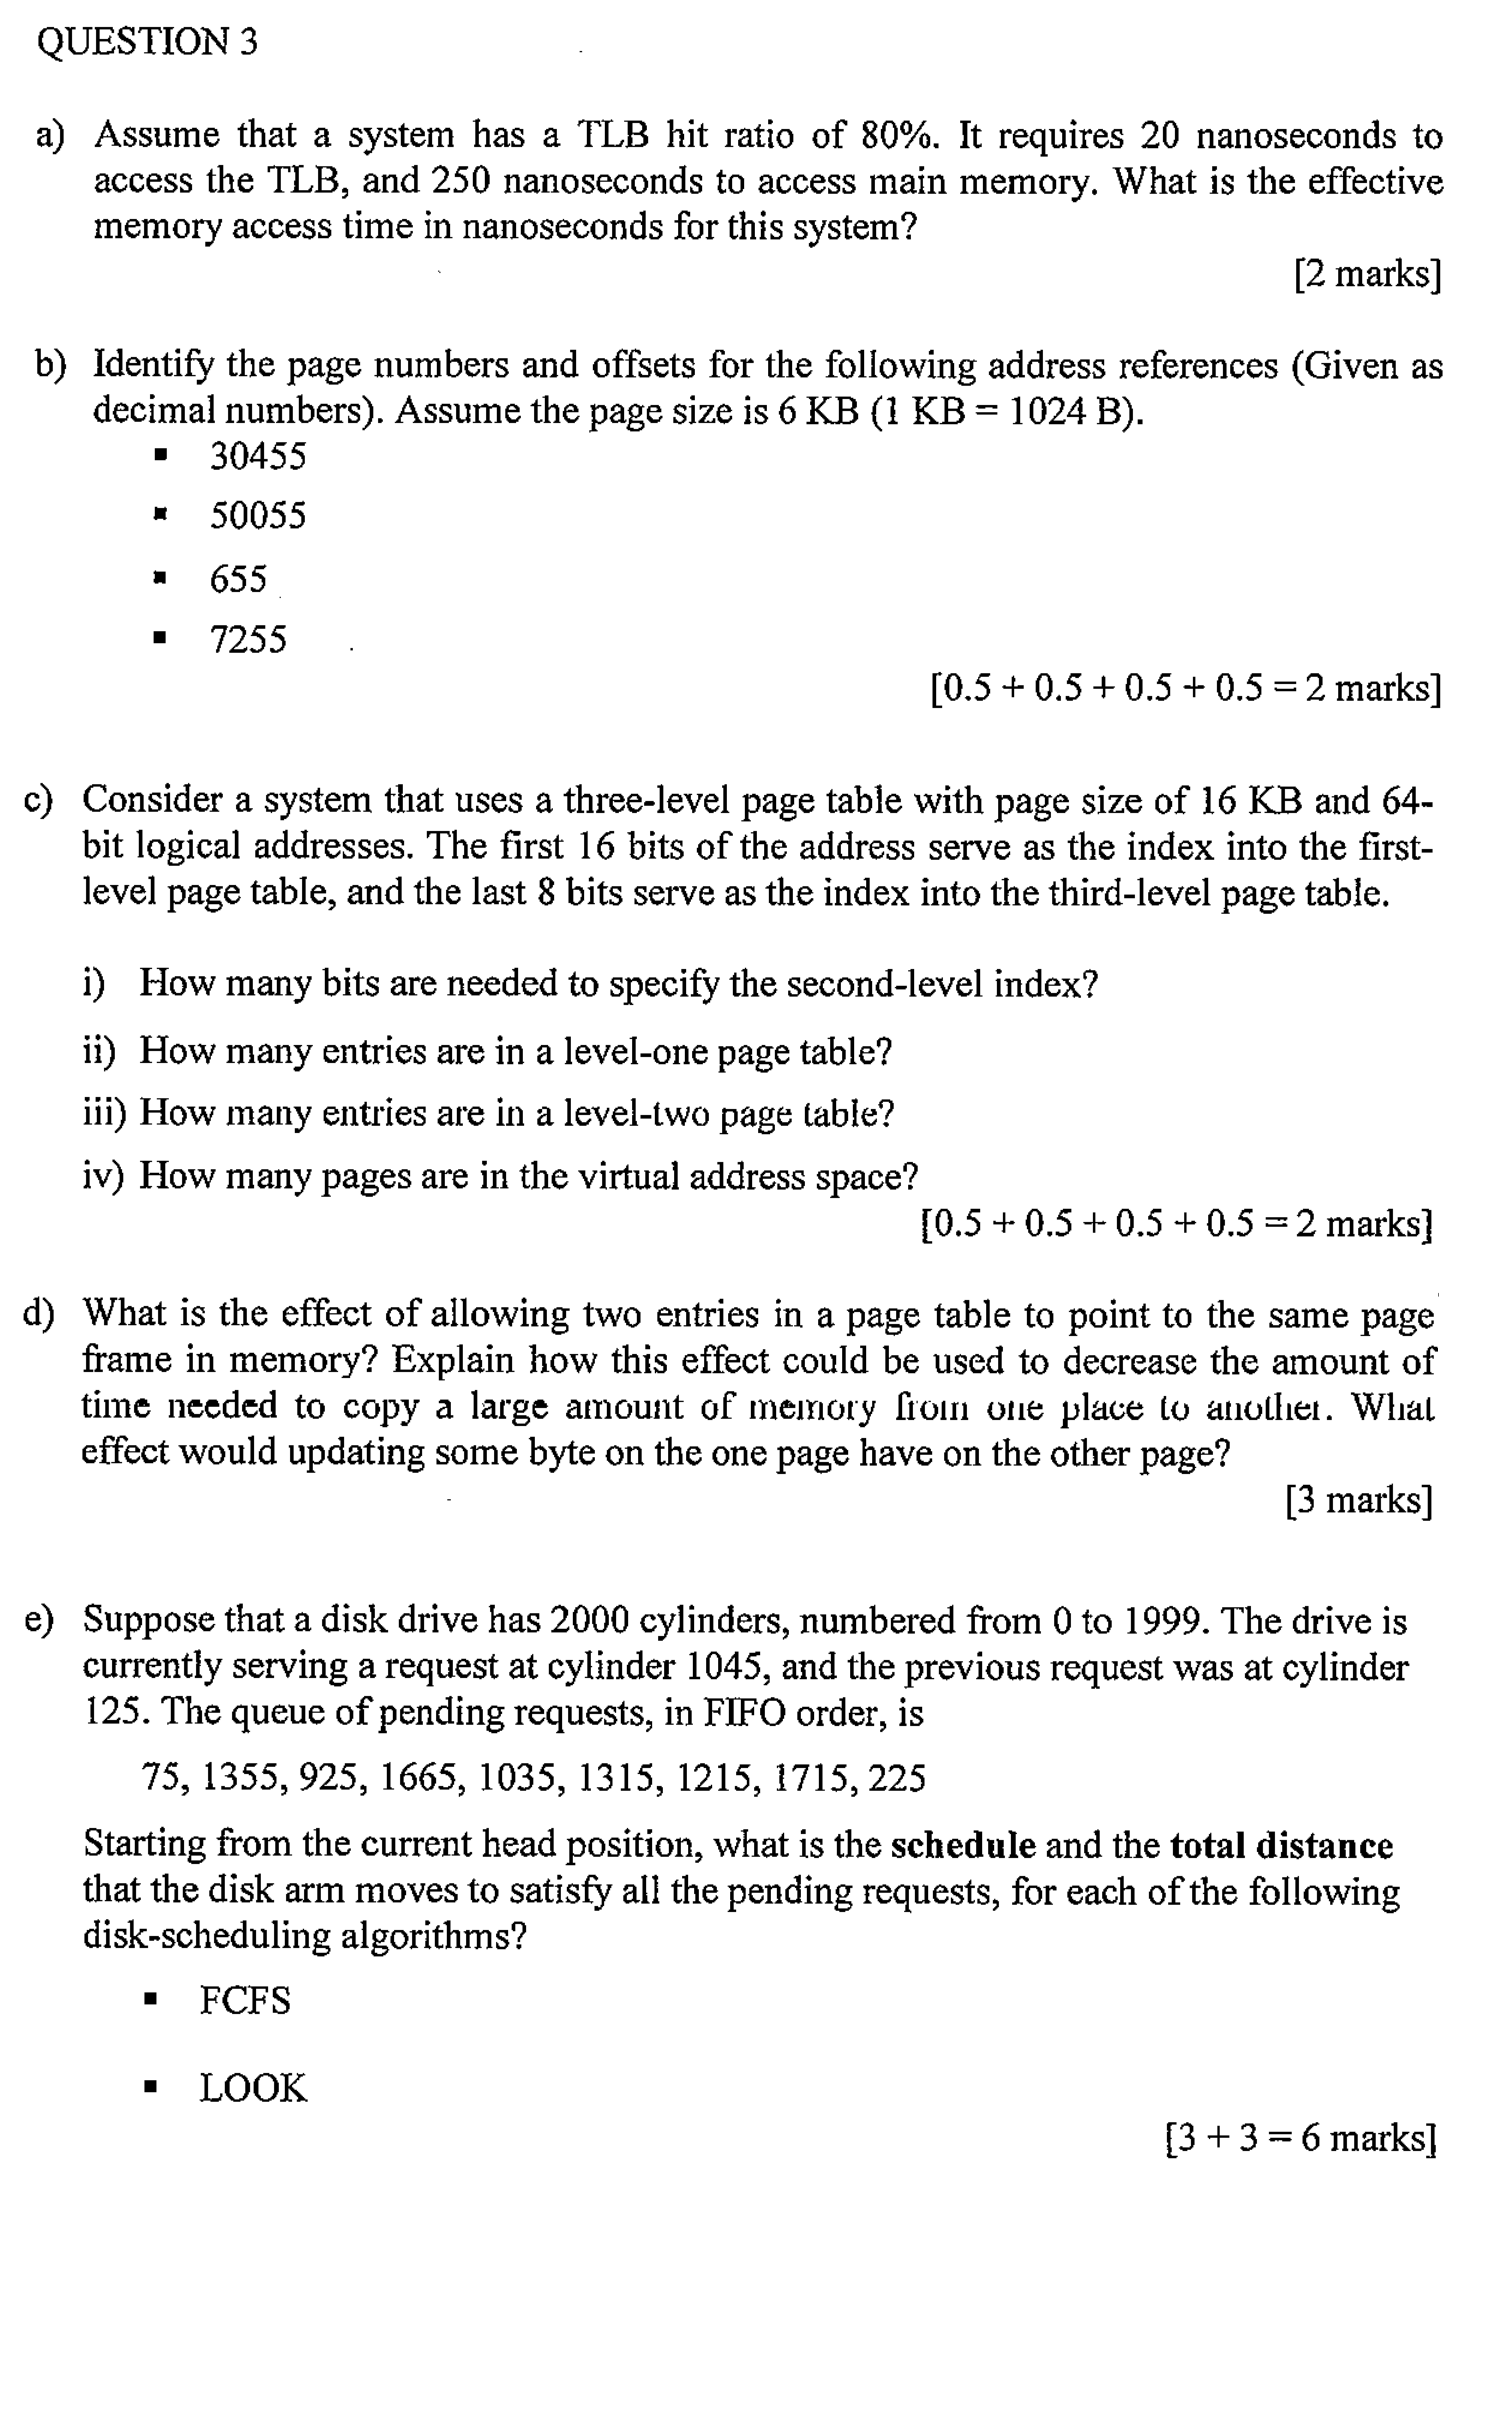 QUESTION 3
a) Assume that a system has a TLB hit ratio of 80%. It requires 20 nanoseconds to
access the TLB, and 250 nanoseconds to access main memory. What is the effective
memory access time in nanoseconds for this system?
[2 marks]
b) Identify the page numbers and offsets for the following address references (Given as
decimal numbers). Assume the page size is 6 KB (1 KB = 1024 B).
▪ 30455
▪ 50055
▪ 655
▪ 7255
[0.5 + 0.5 + 0.5 + 0.5 = 2 marks]
c) Consider a system that uses a three-level page table with page size of 16 KB and 64-
bit logical addresses. The first 16 bits of the address serve as the index into the first-
level page table, and the last 8 bits serve as the index into the third-level page table.
i) How many bits are needed to specify the second-level index?
ii) How many entries are in a level-one page table?
iii) How many entries are in a level-two page table?
iv) How many pages are in the virtual address space?
[0.5 + 0.5 + 0.5 + 0.5 = 2 marks]
d) What is the effect of allowing two entries in a page table to point to the same page
frame in memory? Explain how this effect could be used to decrease the amount of
time needed to copy a large amount of memory from one place to another. What
effect would updating some byte on the one page have on the other page?
[3 marks]
e) Suppose that a disk drive has 2000 cylinders, numbered from 0 to 1999. The drive is
currently serving a request at cylinder 1045, and the previous request was at cylinder
125. The queue of pending requests, in FIFO order, is
75, 1355, 925, 1665, 1035, 1315, 1215, 1715, 225
Starting from the current head position, what is the schedule and the total distance
that the disk arm moves to satisfy all the pending requests, for each of the following
disk-scheduling algorithms?
▪ FCFS
▪ LOOK
[3 + 3 = 6 marks]